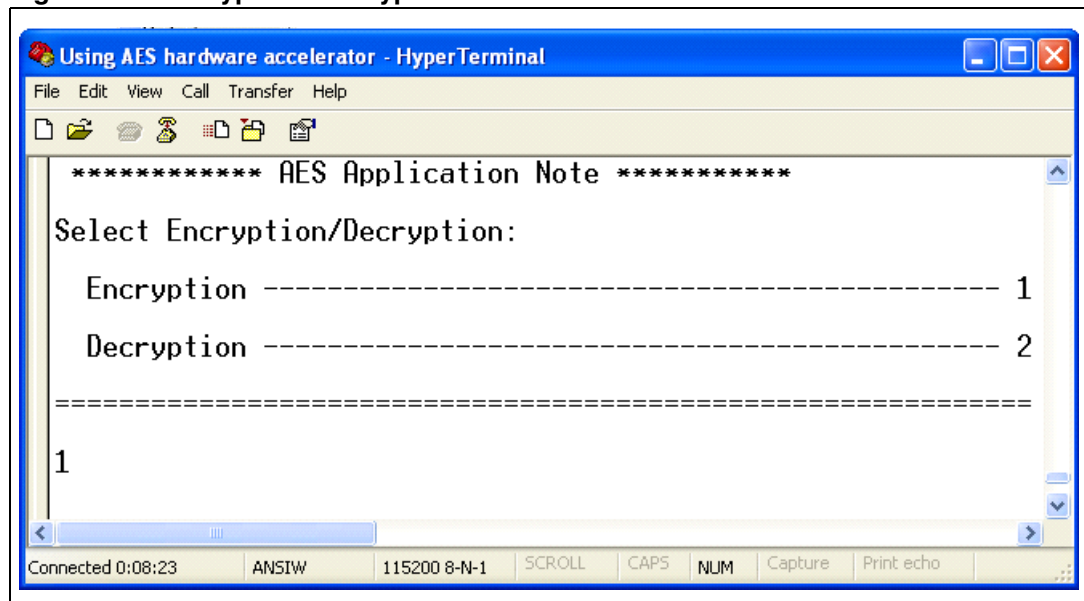 Using AES hardware accelerator - HyperTerminal
File Edit View Call Transfer Help
************ AES Application Note ***********
Select Encryption/Decryption:
Encryption ----------------------------------------------- 1
Decryption ----------------------------------------------- 2
=============================================================
1
Connected 0:08:23 ANSIW 115200 8-N-1 SCROLL CAPS NUM Capture Print echo